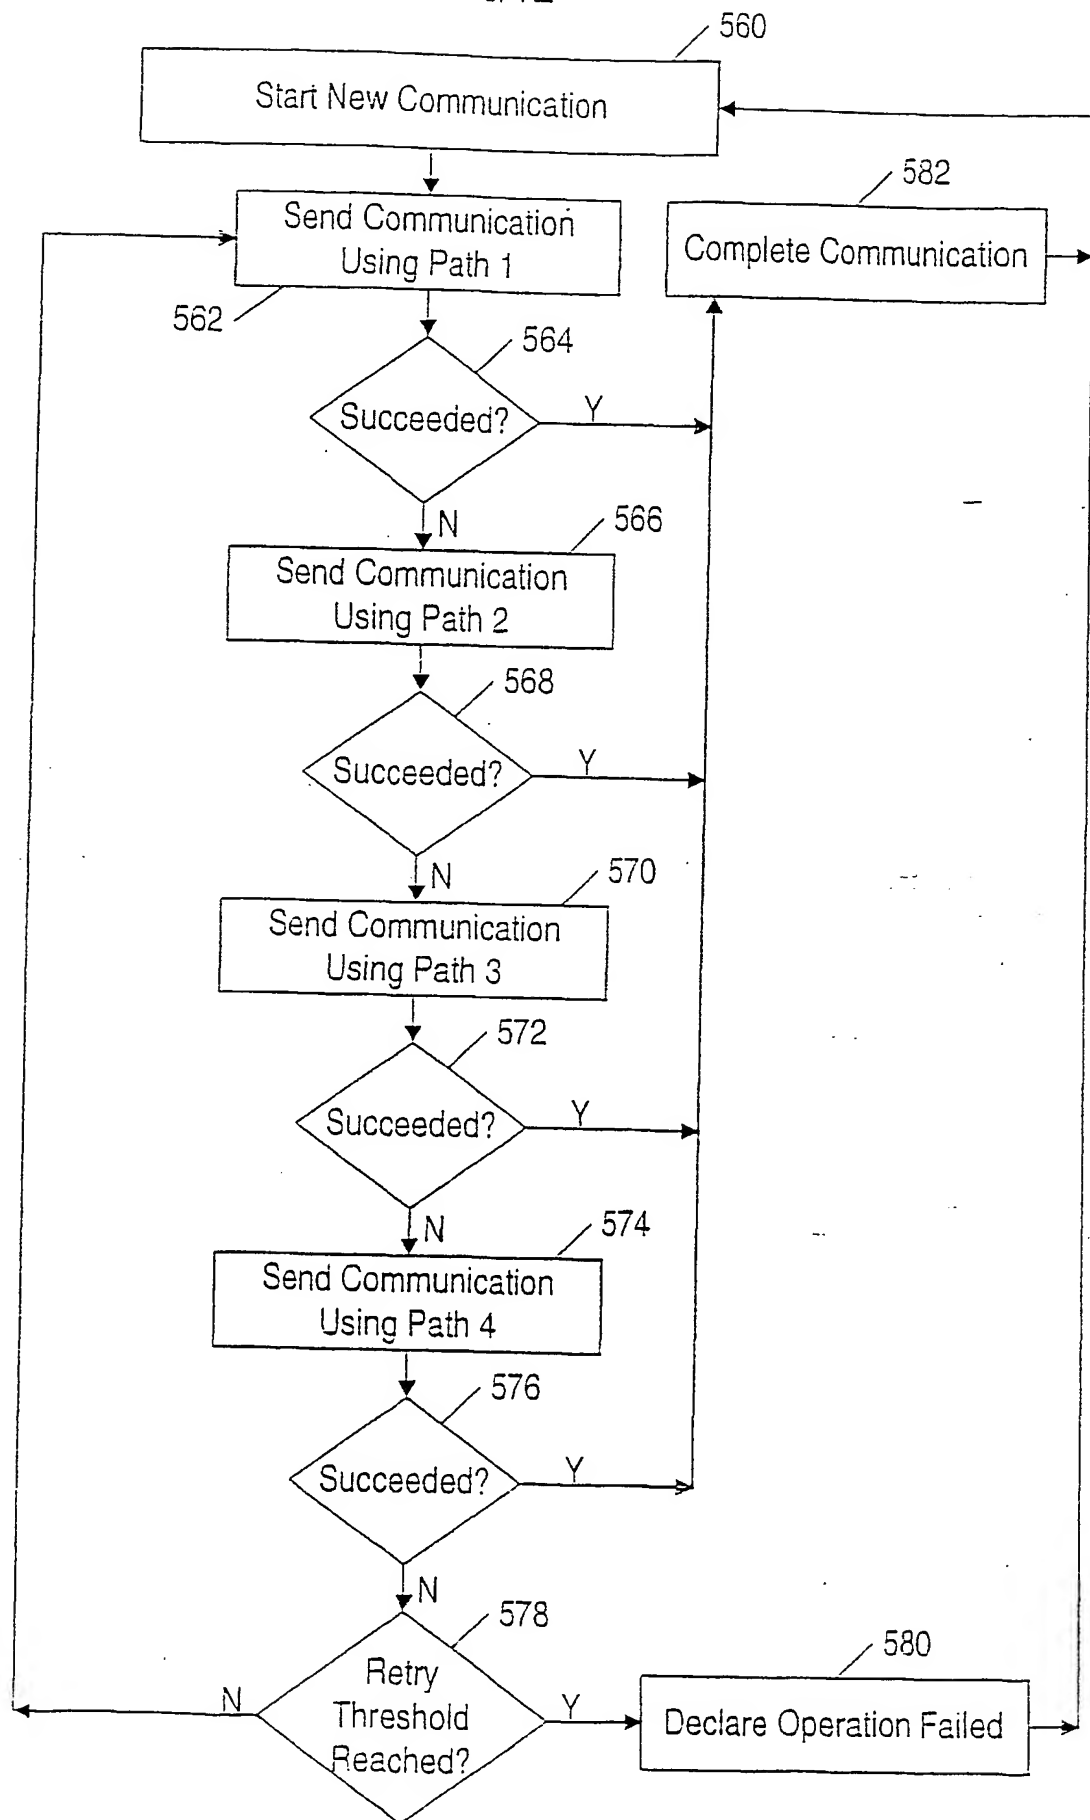 560
Start New Communication
582
Send Communication
Using Path 1
Complete Communication
562
564
Succeeded?
Y
N
566
Send Communication
Using Path 2
568
Succeeded?
Y
N
570
Send Communication
Using Path 3
572
Succeeded?
Y
N
574
Send Communication
Using Path 4
576
Succeeded?
Y
N
578
580
Retry
Threshold
Reached?
N
Y
Declare Operation Failed